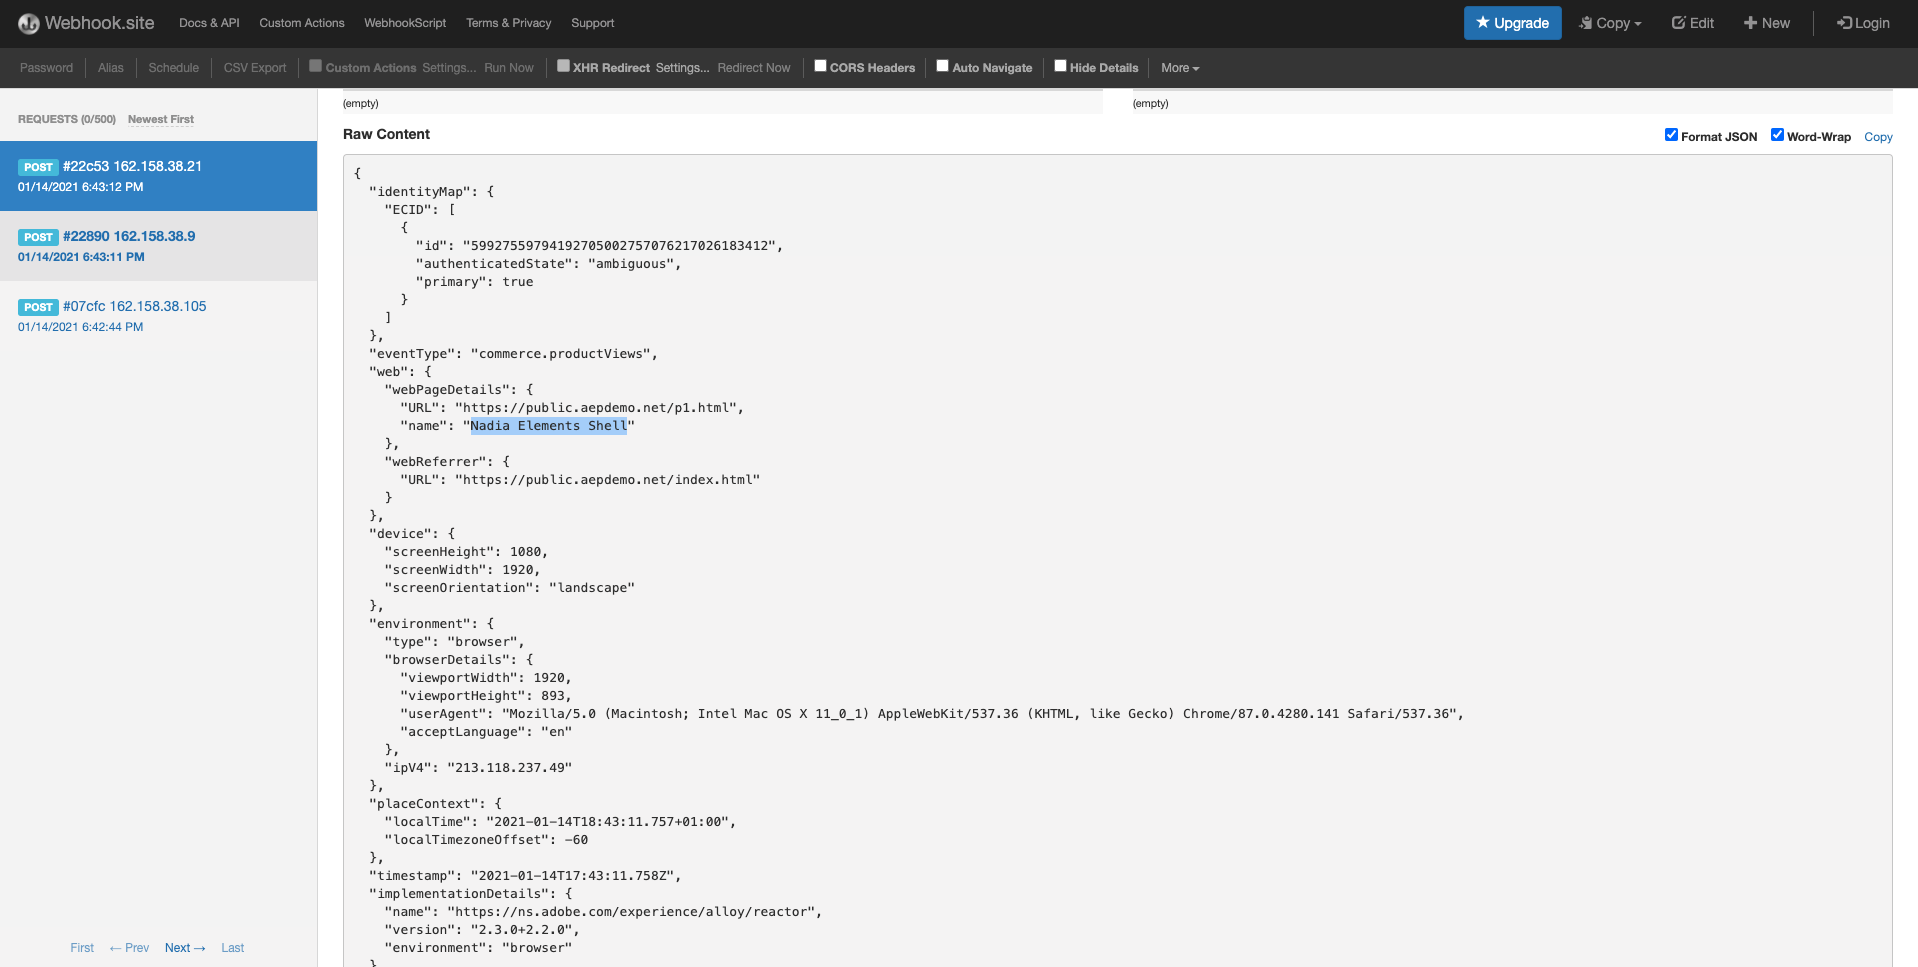 Webhook.site Docs & API Custom Actions WebhookScript Terms & Privacy Support Upgrade Copy Edit New Login
Password Alias Schedule CSV Export Custom Actions Settings... Run Now XHR Redirect Settings... Redirect Now CORS Headers Auto Navigate Hide Details More
REQUESTS (0/500) Newest First
POST #22c53 162.158.38.21
01/14/2021 6:43:12 PM
POST #22890 162.158.38.9
01/14/2021 6:43:11 PM
POST #07cfc 162.158.38.105
01/14/2021 6:42:44 PM
First ← Prev Next → Last
(empty) (empty)
Raw Content Format JSON Word-Wrap Copy
{
  "identityMap": {
    "ECID": [
      {
        "id": "59927559794192705002757076217026183412",
        "authenticatedState": "ambiguous",
        "primary": true
      }
    ]
  },
  "eventType": "commerce.productViews",
  "web": {
    "webPageDetails": {
      "URL": "https://public.aepdemo.net/p1.html",
      "name": "Nadia Elements Shell"
    },
    "webReferrer": {
      "URL": "https://public.aepdemo.net/index.html"
    }
  },
  "device": {
    "screenHeight": 1080,
    "screenWidth": 1920,
    "screenOrientation": "landscape"
  },
  "environment": {
    "type": "browser",
    "browserDetails": {
      "viewportWidth": 1920,
      "viewportHeight": 893,
      "userAgent": "Mozilla/5.0 (Macintosh; Intel Mac OS X 11_0_1) AppleWebKit/537.36 (KHTML, like Gecko) Chrome/87.0.4280.141 Safari/537.36",
      "acceptLanguage": "en"
    },
    "ipV4": "213.118.237.49"
  },
  "placeContext": {
    "localTime": "2021-01-14T18:43:11.757+01:00",
    "localTimezoneOffset": -60
  },
  "timestamp": "2021-01-14T17:43:11.758Z",
  "implementationDetails": {
    "name": "https://ns.adobe.com/experience/alloy/reactor",
    "version": "2.3.0+2.2.0",
    "environment": "browser"
  }